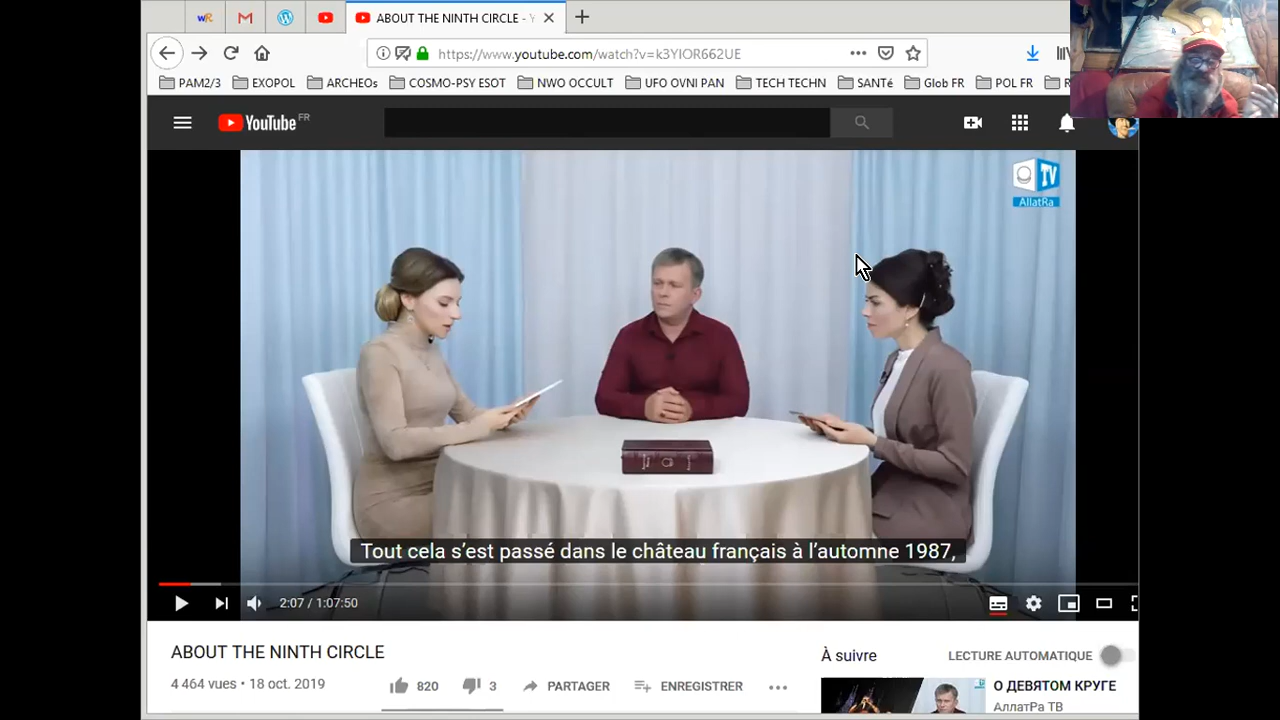 wR
ABOUT THE NINTH CIRCLE - Y
https://www.youtube.com/watch?v=k3YIOR662UE
PAM2/3 EXOPOL ARCHEOs COSMO-PSY ESOT NWO OCCULT UFO OVNI PAN TECH TECHN SANTé Glob FR POL FR
YouTube FR
TV
AllatRa
Tout cela s'est passé dans le château français à l'automne 1987,
2:07 / 1:07:50
ABOUT THE NINTH CIRCLE
4 464 vues • 18 oct. 2019
820
3
PARTAGER
ENREGISTRER
À suivre
LECTURE AUTOMATIQUE
О ДЕВЯТОМ КРУГЕ
АллатРа ТВ